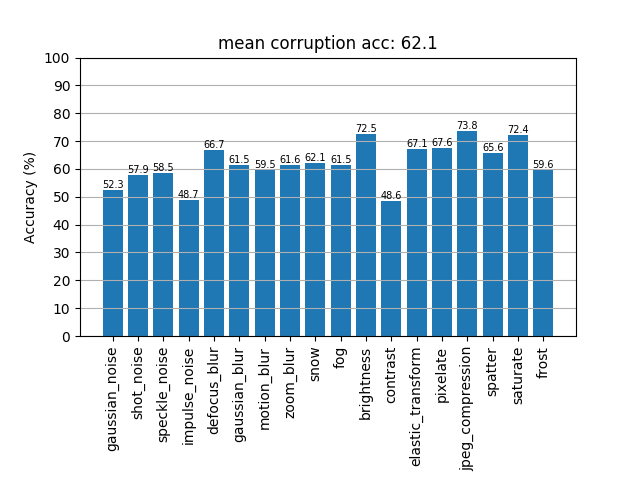 mean corruption acc: 62.1
Accuracy (%)
100
90
80
70
60
50
40
30
20
10
0
52.3
57.9
58.5
48.7
66.7
61.5
59.5
61.6
62.1
61.5
72.5
48.6
67.1
67.6
73.8
65.6
72.4
59.6
gaussian_noise
shot_noise
speckle_noise
impulse_noise
defocus_blur
gaussian_blur
motion_blur
zoom_blur
snow
fog
brightness
contrast
elastic_transform
pixelate
jpeg_compression
spatter
saturate
frost